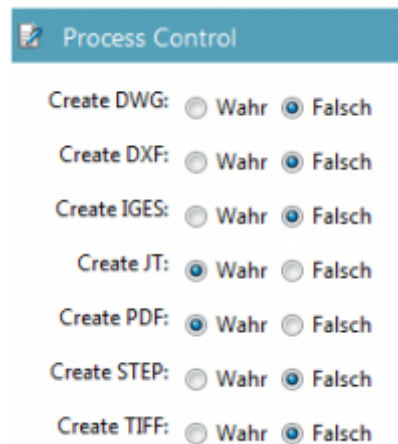 Process Control
Create DWG: Wahr Falsch
Create DXF: Wahr Falsch
Create IGES: Wahr Falsch
Create JT: Wahr Falsch
Create PDF: Wahr Falsch
Create STEP: Wahr Falsch
Create TIFF: Wahr Falsch